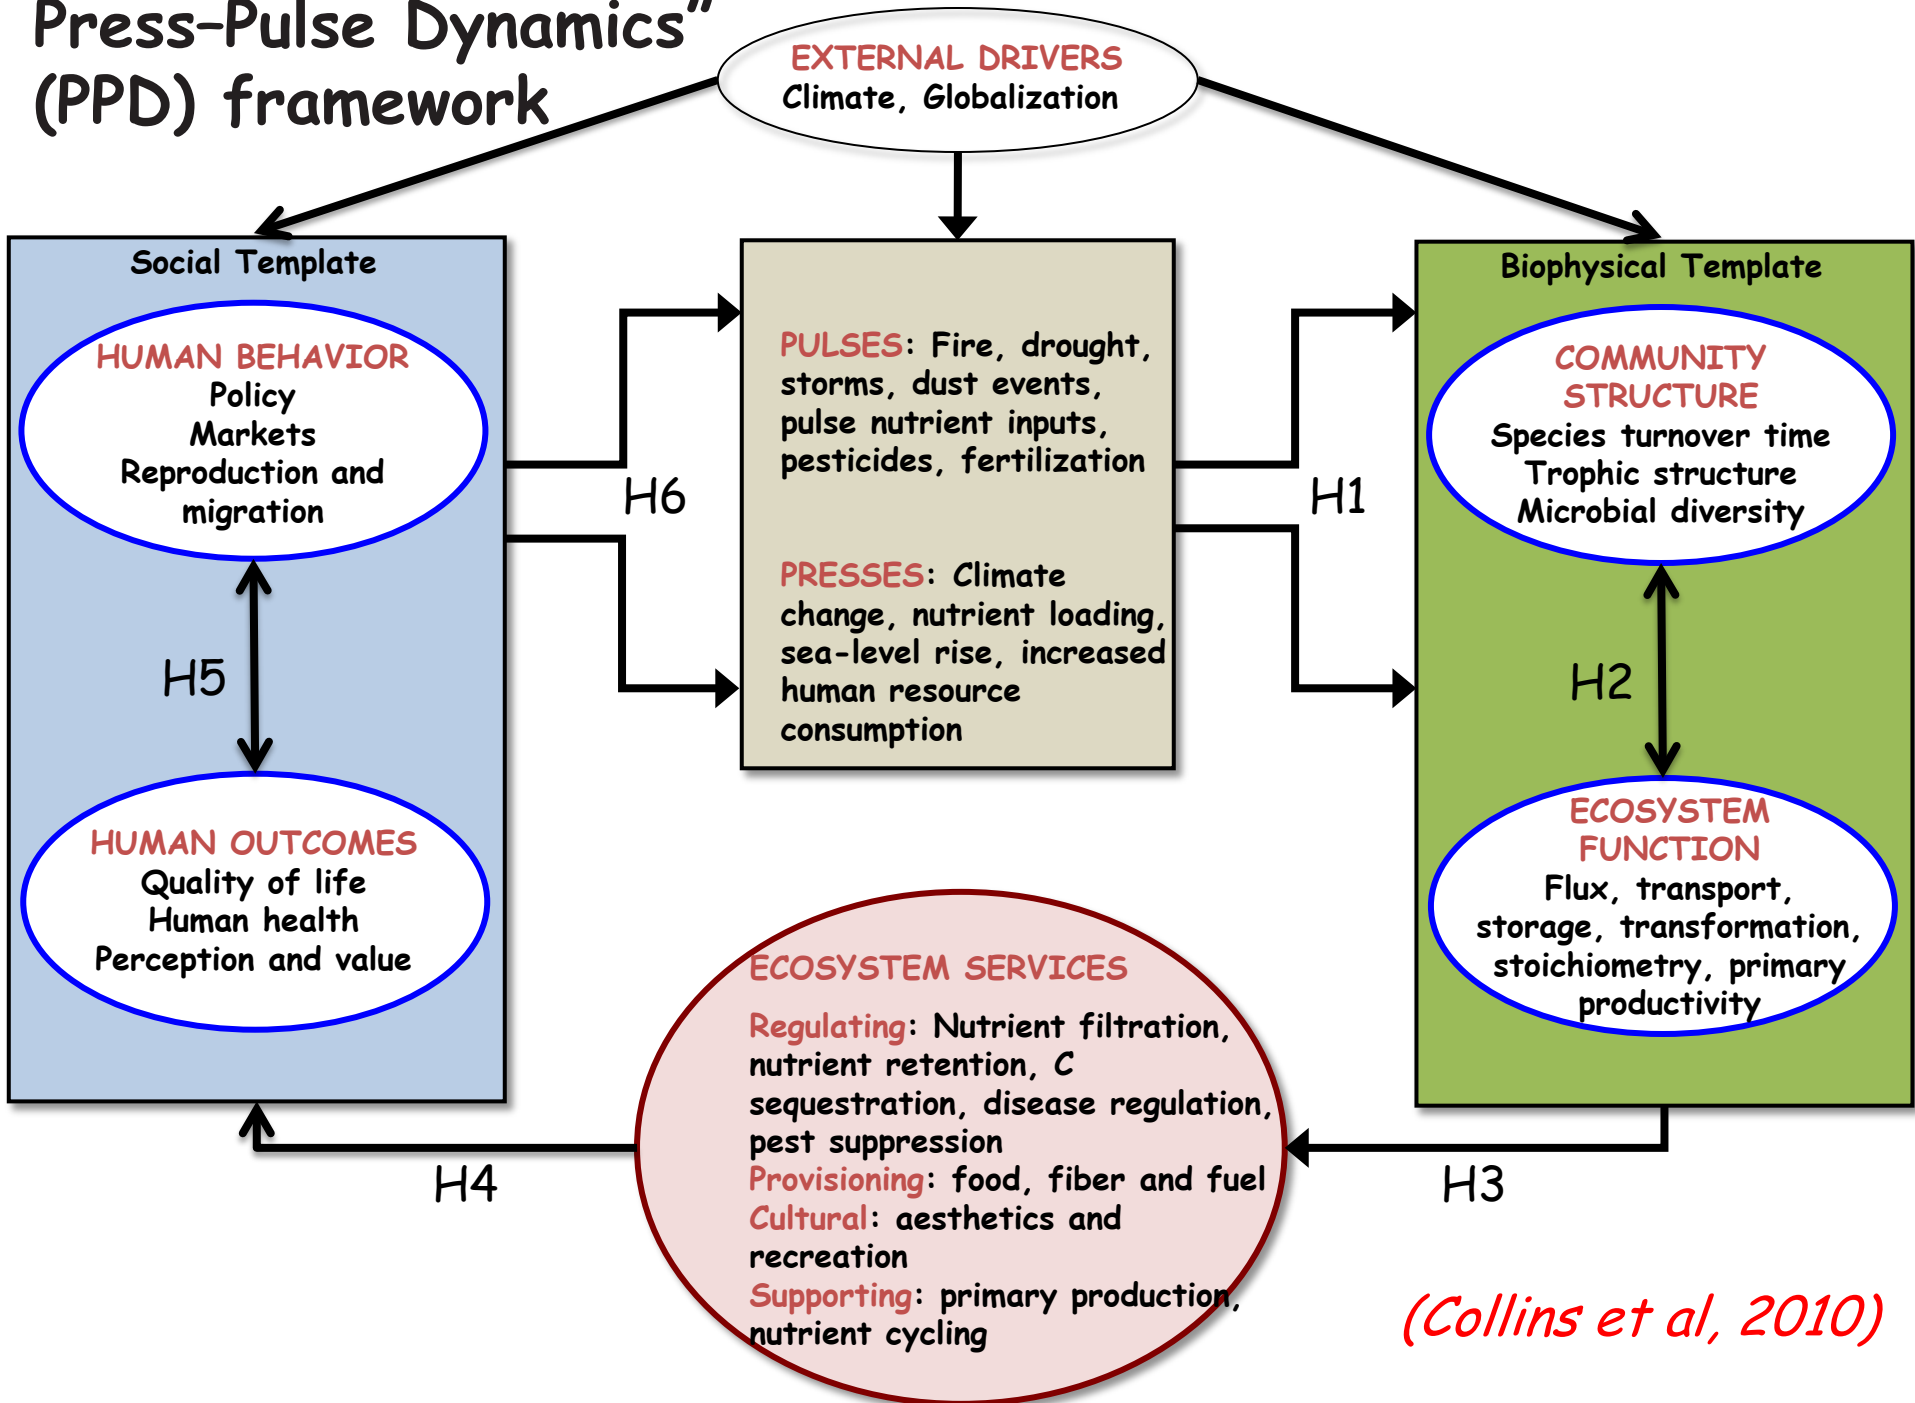 Press–Pulse Dynamics”
(PPD) framework
EXTERNAL DRIVERS
Climate, Globalization
Social Template
HUMAN BEHAVIOR
Policy
Markets
Reproduction and
migration
H5
HUMAN OUTCOMES
Quality of life
Human health
Perception and value
H6
PULSES: Fire, drought,
storms, dust events,
pulse nutrient inputs,
pesticides, fertilization
PRESSES: Climate
change, nutrient loading,
sea-level rise, increased
human resource
consumption
H1
Biophysical Template
COMMUNITY
STRUCTURE
Species turnover time
Trophic structure
Microbial diversity
H2
ECOSYSTEM
FUNCTION
Flux, transport,
storage, transformation,
stoichiometry, primary
productivity
H4
ECOSYSTEM SERVICES
Regulating: Nutrient filtration,
nutrient retention, C
sequestration, disease regulation,
pest suppression
Provisioning: food, fiber and fuel
Cultural: aesthetics and
recreation
Supporting: primary production,
nutrient cycling
H3
(Collins et al, 2010)